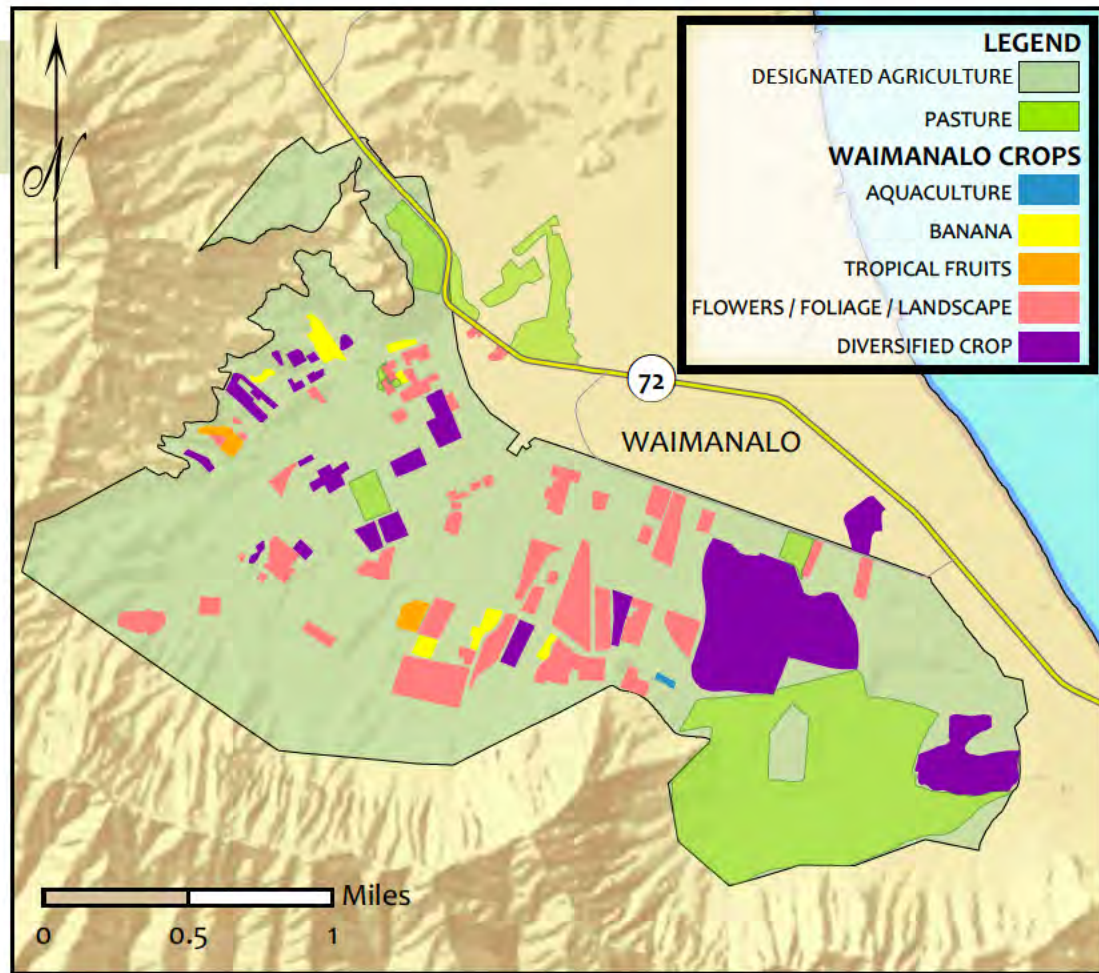 LEGEND
DESIGNATED AGRICULTURE
PASTURE
WAIMANALO CROPS
AQUACULTURE
BANANA
TROPICAL FRUITS
FLOWERS / FOLIAGE / LANDSCAPE
DIVERSIFIED CROP
N
72
WAIMANALO
Miles
0 0.5 1